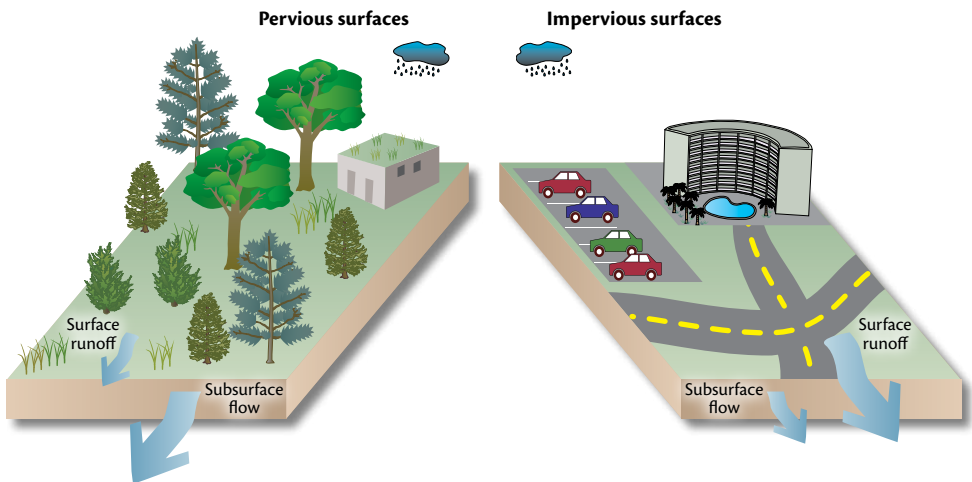 Pervious surfaces
Impervious surfaces
Surface
runoff
Subsurface
flow
Surface
runoff
Subsurface
flow